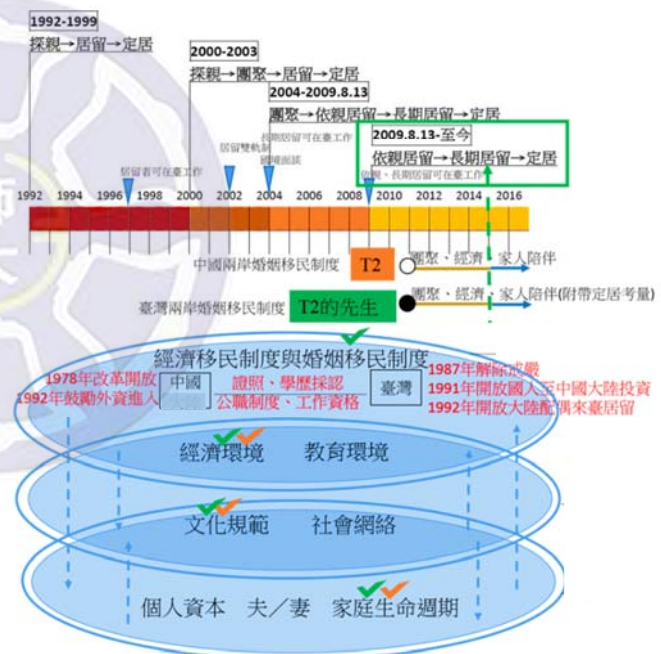 1992-1999
探親→居留→定居
2000-2003
探親→團聚→居留→定居
2004-2009.8.13
團聚→依親居留→長期居留→定居
2009.8.13-至今
依親居留→長期居留→定居
長期居留可在臺工作
居留雙軌制
國境面談
居留者可在臺工作
依親、長期居留可在臺工作
1992 1994 1996 1998 2000 2002 2004 2006 2008 2010 2012 2014 2016
中國兩岸婚姻移民制度 T2 團聚、經濟、家人陪伴
臺灣兩岸婚姻移民制度 T2的先生 團聚、經濟、家人陪伴(附帶定居考量)
經濟移民制度與婚姻移民制度
1978年改革開放
1992年鼓勵外資進入
中國
證照、學歷採認
公職制度、工作資格
臺灣
1987年解除戒嚴
1991年開放國人至中國大陸投資
1992年開放大陸配偶來臺居留
經濟環境 教育環境
文化規範 社會網絡
個人資本 夫／妻 家庭生命週期